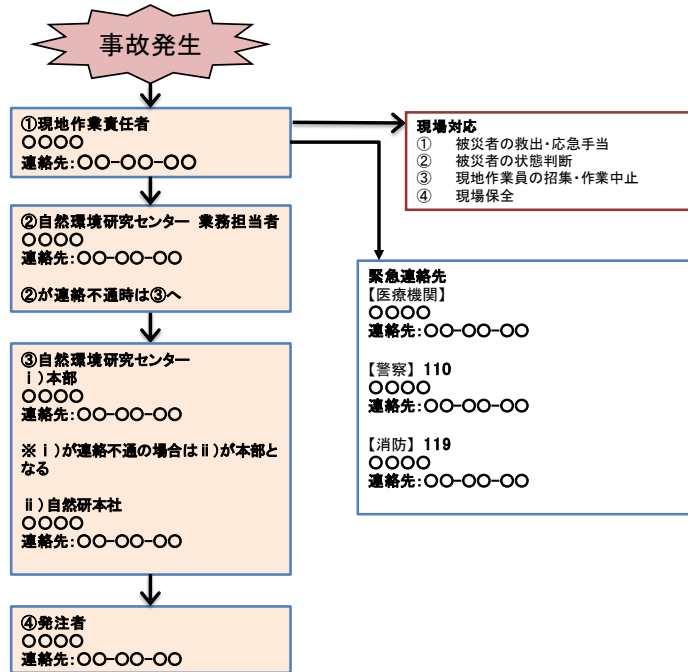 事故発生
①現地作業責任者
〇〇〇〇
連絡先:〇〇-〇〇-〇〇
現場対応
① 被災者の救出・応急手当
② 被災者の状態判断
③ 現地作業員の招集・作業中止
④ 現場保全
②自然環境研究センター 業務担当者
〇〇〇〇
連絡先:〇〇-〇〇-〇〇
②が連絡不通時は③へ
緊急連絡先
【医療機関】
〇〇〇〇
連絡先:〇〇-〇〇-〇〇
【警察】 110
〇〇〇〇
連絡先:〇〇-〇〇-〇〇
【消防】 119
〇〇〇〇
連絡先:〇〇-〇〇-〇〇
③自然環境研究センター
ⅰ)本部
〇〇〇〇
連絡先:〇〇-〇〇-〇〇
※ⅰ)が連絡不通の場合はⅱ)が本部と
なる
ⅱ)自然研本社
〇〇〇〇
連絡先:〇〇-〇〇-〇〇
④発注者
〇〇〇〇
連絡先:〇〇-〇〇-〇〇